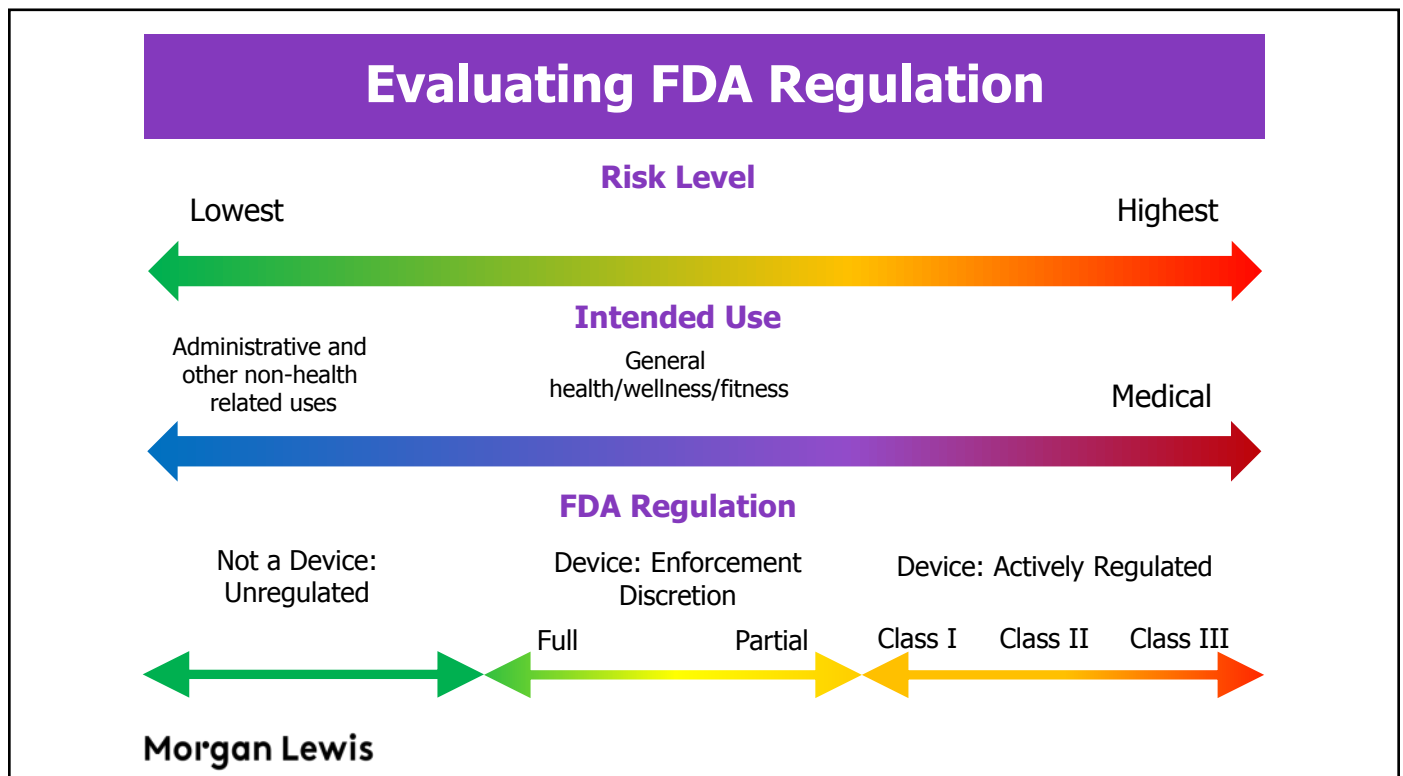 Evaluating FDA Regulation
Risk Level
Lowest
Highest
Intended Use
Administrative and
other non-health
related uses
General
health/wellness/fitness
Medical
FDA Regulation
Not a Device:
Unregulated
Device: Enforcement
Discretion
Device: Actively Regulated
Full
Partial
Class I
Class II
Class III
Morgan Lewis